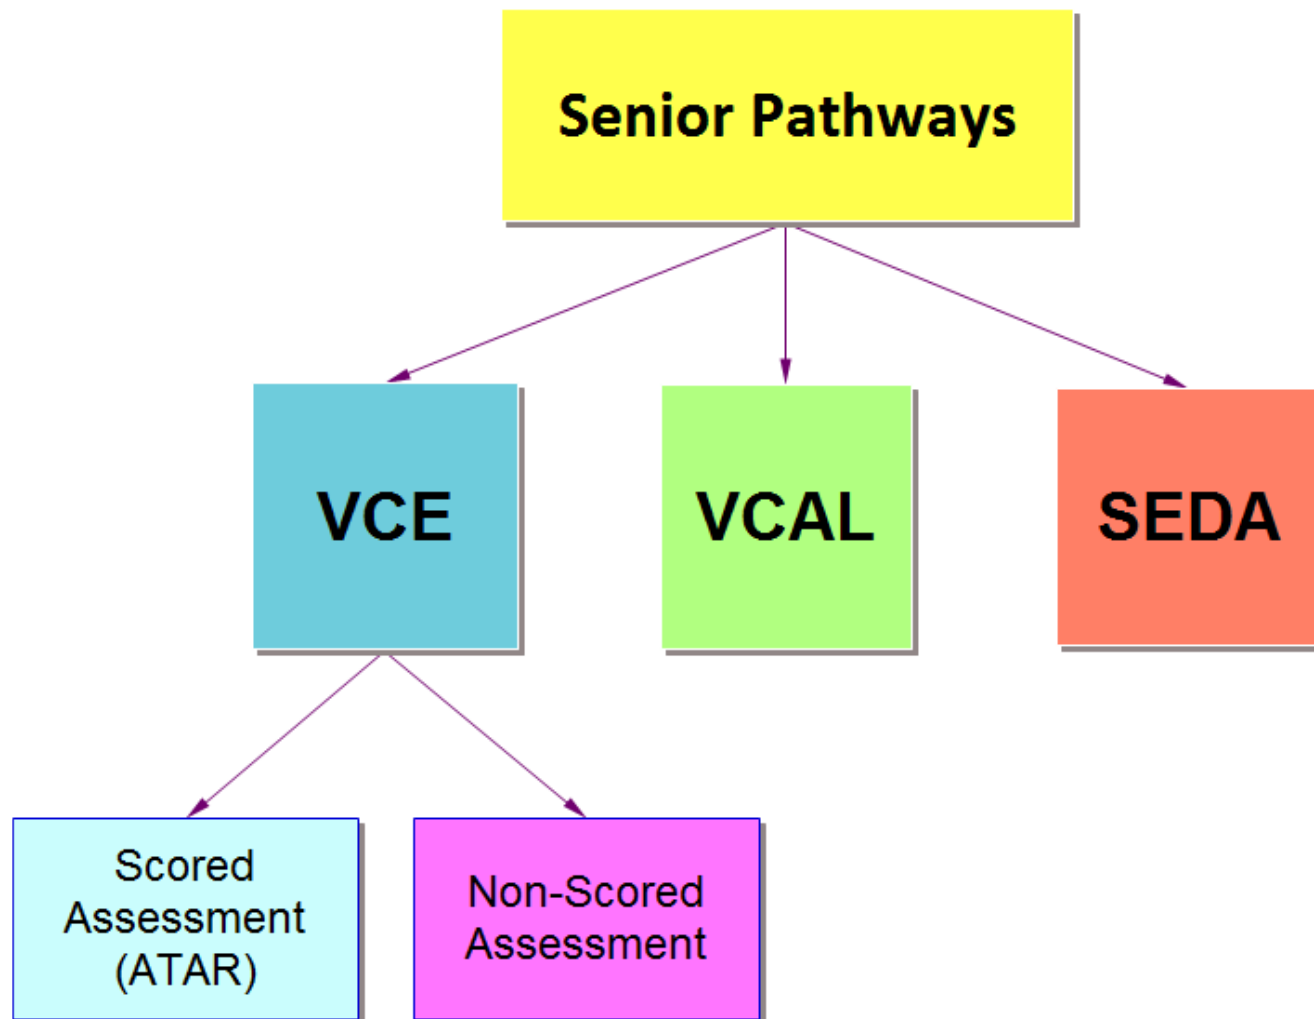 Senior Pathways
VCE
VCAL
SEDA
Scored
Assessment
(ATAR)
Non-Scored
Assessment